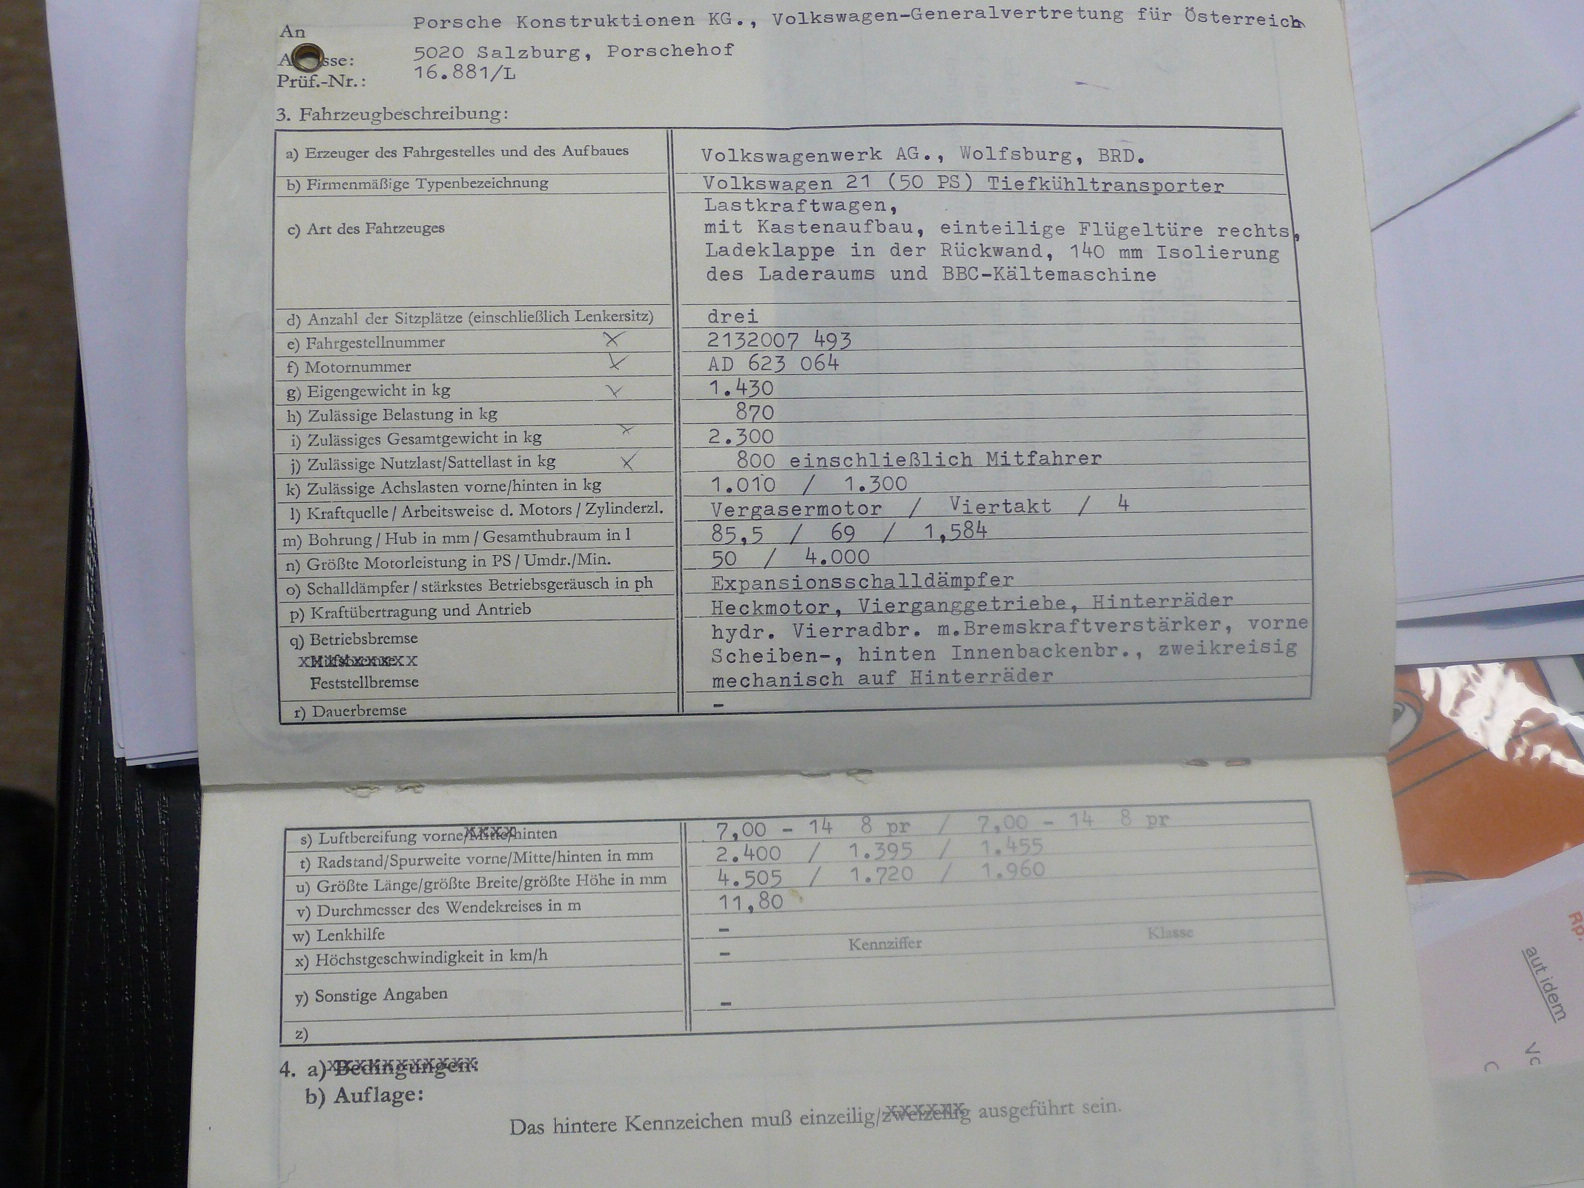 An Porsche Konstruktionen KG., Volkswagen-Generalvertretung für Österreich
5020 Salzburg, Porschehof
Prüf.-Nr.: 16.881/L
3. Fahrzeugbeschreibung:
a) Erzeuger des Fahrgestelles und des Aufbaues Volkswagenwerk AG., Wolfsburg, BRD.
b) Firmenmäßige Typenbezeichnung Volkswagen 21 (50 PS) Tiefkühltransporter
c) Art des Fahrzeuges Lastkraftwagen,
mit Kastenaufbau, einteilige Flügeltüre rechts,
Ladeklappe in der Rückwand, 140 mm Isolierung
des Laderaums und BBC-Kältemaschine
d) Anzahl der Sitzplätze (einschließlich Lenkersitz) drei
e) Fahrgestellnummer 2132007 493
f) Motornummer AD 623 064
g) Eigengewicht in kg 1.430
h) Zulässige Belastung in kg 870
i) Zulässiges Gesamtgewicht in kg 2.300
j) Zulässige Nutzlast/Sattellast in kg 800 einschließlich Mitfahrer
k) Zulässige Achslasten vorne/hinten in kg 1.010 / 1.300
l) Kraftquelle / Arbeitsweise d. Motors / Zylinderzl. Vergasermotor / Viertakt / 4
m) Bohrung / Hub in mm / Gesamthubraum in l 85,5 / 69 / 1,584
n) Größte Motorleistung in PS / Umdr./Min. 50 / 4.000
o) Schalldämpfer / stärkstes Betriebsgeräusch in ph Expansionsschalldämpfer
p) Kraftübertragung und Antrieb Heckmotor, Vierganggetriebe, Hinterräder
q) Betriebsbremse hydr. Vierradbr. m.Bremskraftverstärker, vorne
Scheiben-, hinten Innenbackenbr., zweikreisig
Feststellbremse mechanisch auf Hinterräder
r) Dauerbremse -
s) Luftbereifung vorne/Mitte/hinten 7,00 - 14 8 pr / 7,00 - 14 8 pr
t) Radstand/Spurweite vorne/Mitte/hinten in mm 2.400 / 1.395 / 1.455
u) Größte Länge/größte Breite/größte Höhe in mm 4.505 / 1.720 / 1.960
v) Durchmesser des Wendekreises in m 11,80
w) Lenkhilfe -
Kennziffer Klasse
x) Höchstgeschwindigkeit in km/h -
y) Sonstige Angaben -
z)
4. a) Bedingungen:
b) Auflage:
Das hintere Kennzeichen muß einzeilig/zweizeilig ausgeführt sein.
Rp.
aut idem